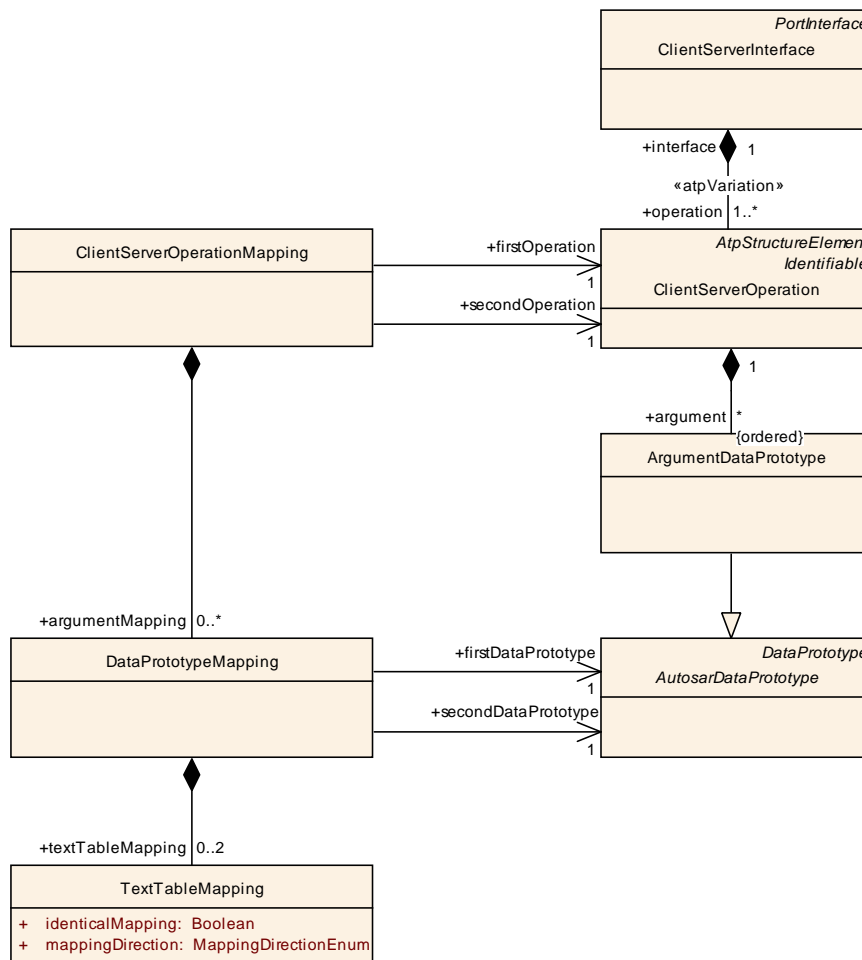 PortInterface
ClientServerInterface
+interface 1
«atpVariation»
+operation 1..*
ClientServerOperationMapping
+firstOperation
1
+secondOperation
1
AtpStructureElement
Identifiable
ClientServerOperation
1
+argument *
{ordered}
ArgumentDataPrototype
+argumentMapping 0..*
DataPrototypeMapping
+firstDataPrototype
1
+secondDataPrototype
1
DataPrototype
AutosarDataPrototype
+textTableMapping 0..2
TextTableMapping
+ identicalMapping: Boolean
+ mappingDirection: MappingDirectionEnum